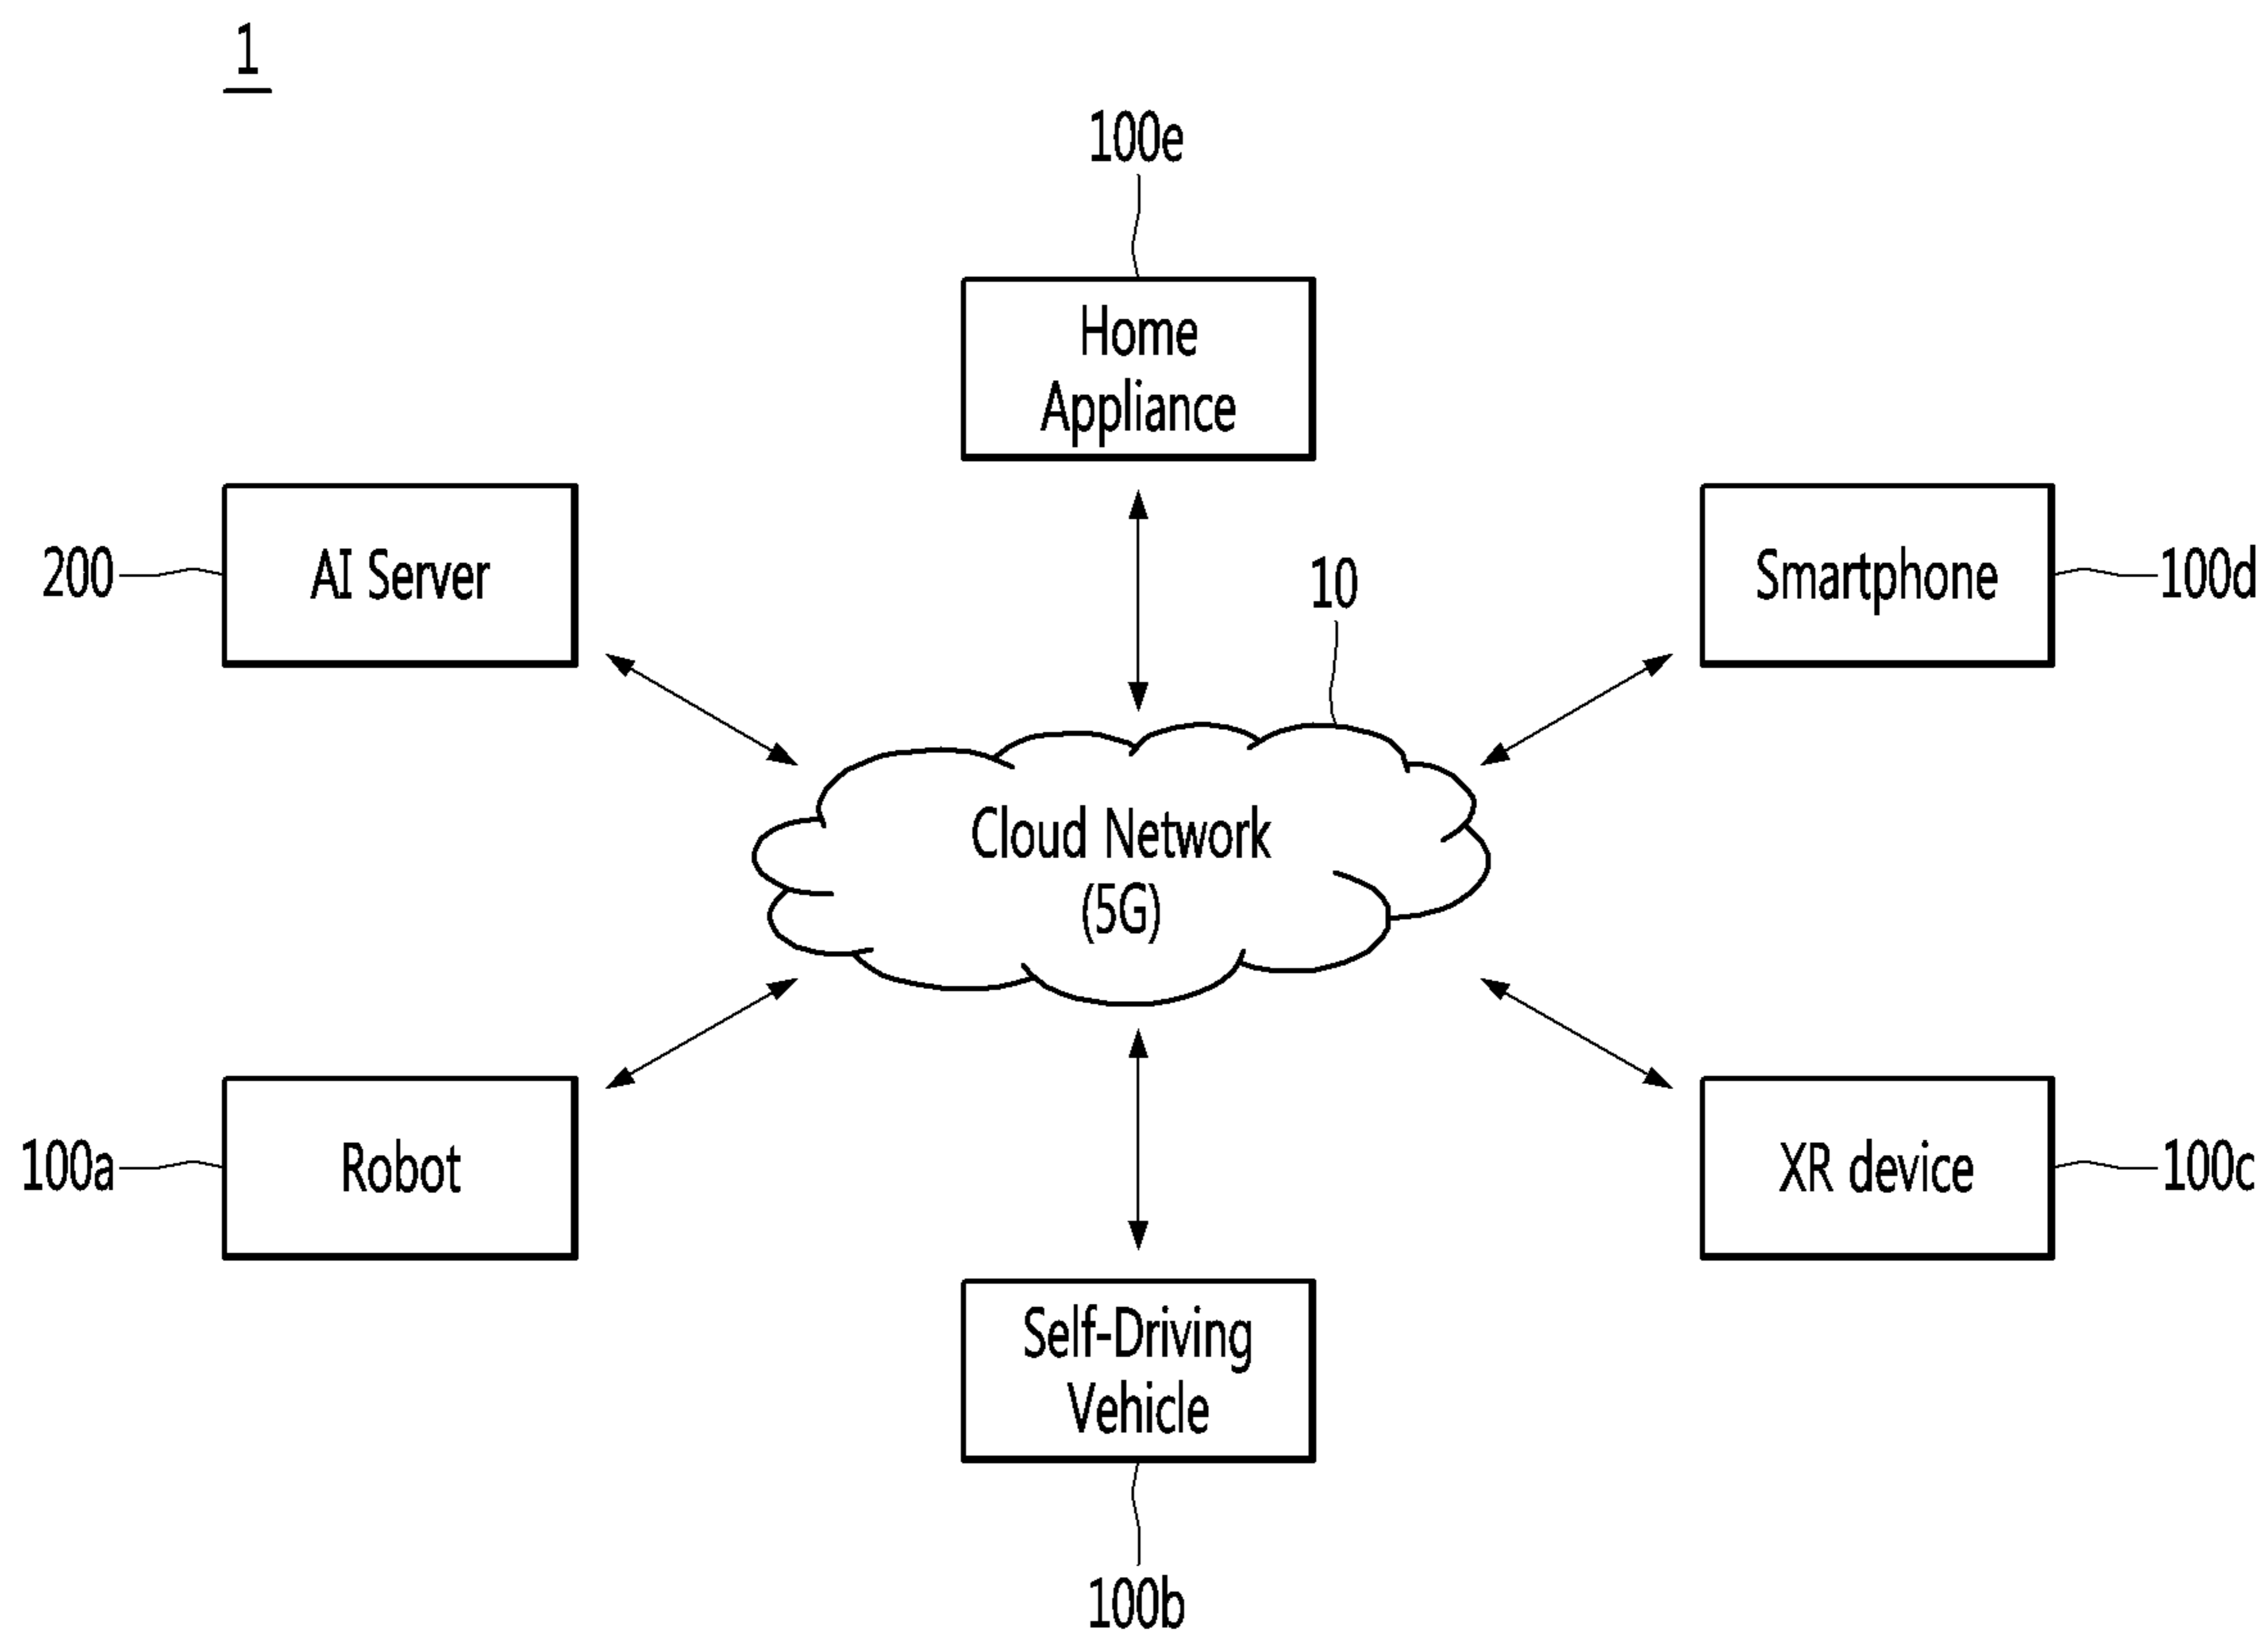 1
100e
Home
Appliance
200
AI Server
10
Smartphone
100d
Cloud Network
(5G)
100a
Robot
XR device
100c
Self-Driving
Vehicle
100b